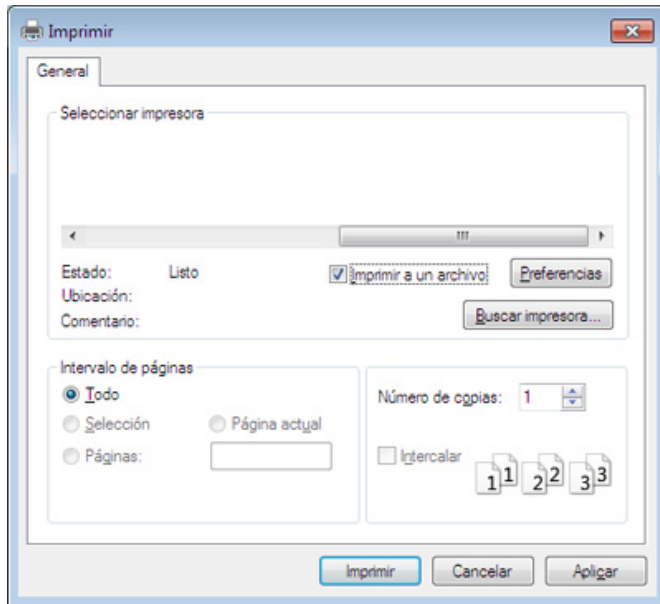 Imprimir
General
Seleccionar impresora
Estado: Listo
Imprimir a un archivo
Preferencias
Ubicación:
Comentario:
Buscar impresora...
Intervalo de páginas
Todo
Selección
Página actual
Páginas:
Número de copias: 1
Intercalar
1 1 2 2 3 3
Imprimir Cancelar Aplicar